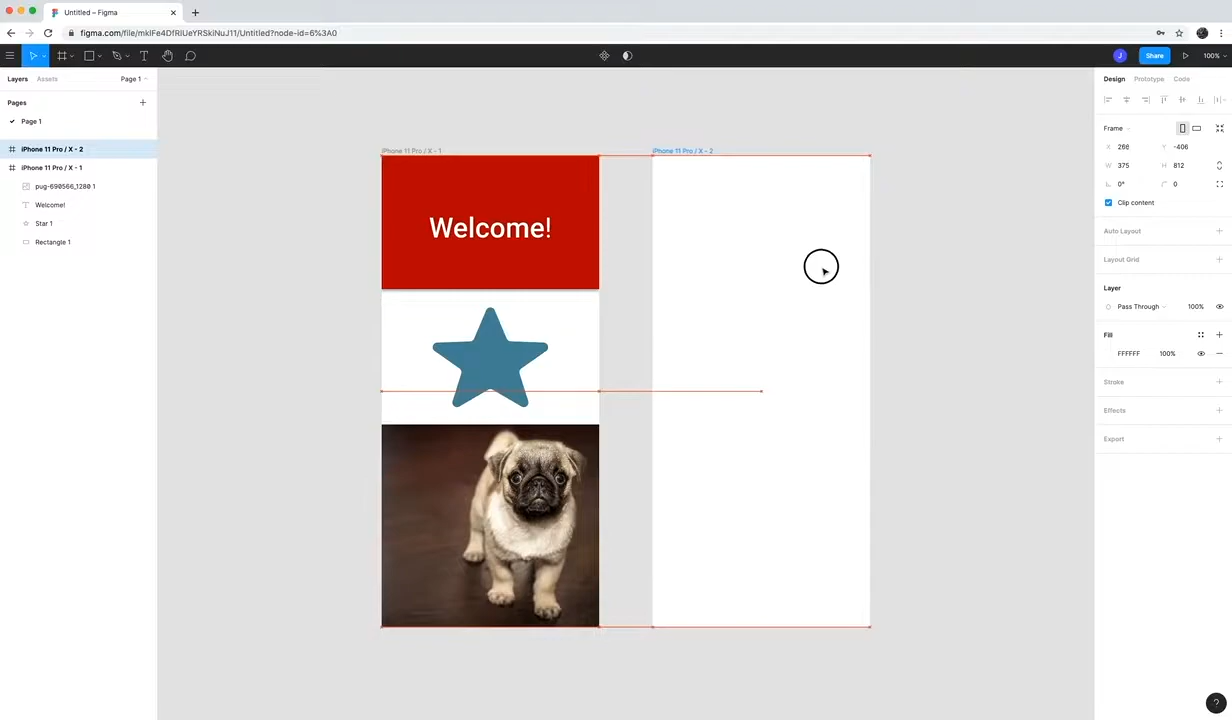 Untitled – Figma
figma.com/file/mkIFe4DfRIUeYRSkiNuJ11/Untitled?node-id=6%3A0
J
Share
100%
Layers
Assets
Page 1
Pages
Page 1
iPhone 11 Pro / X - 2
iPhone 11 Pro / X - 1
pug-690566_1280 1
Welcome!
Star 1
Rectangle 1
iPhone 11 Pro / X - 1
iPhone 11 Pro / X - 2
Welcome!
Design
Prototype
Code
Frame
X 266 Y -406
W 375 H 812
0° 0
Clip content
Auto Layout
Layout Grid
Layer
Pass Through 100%
Fill
FFFFFF 100%
Stroke
Effects
Export
?